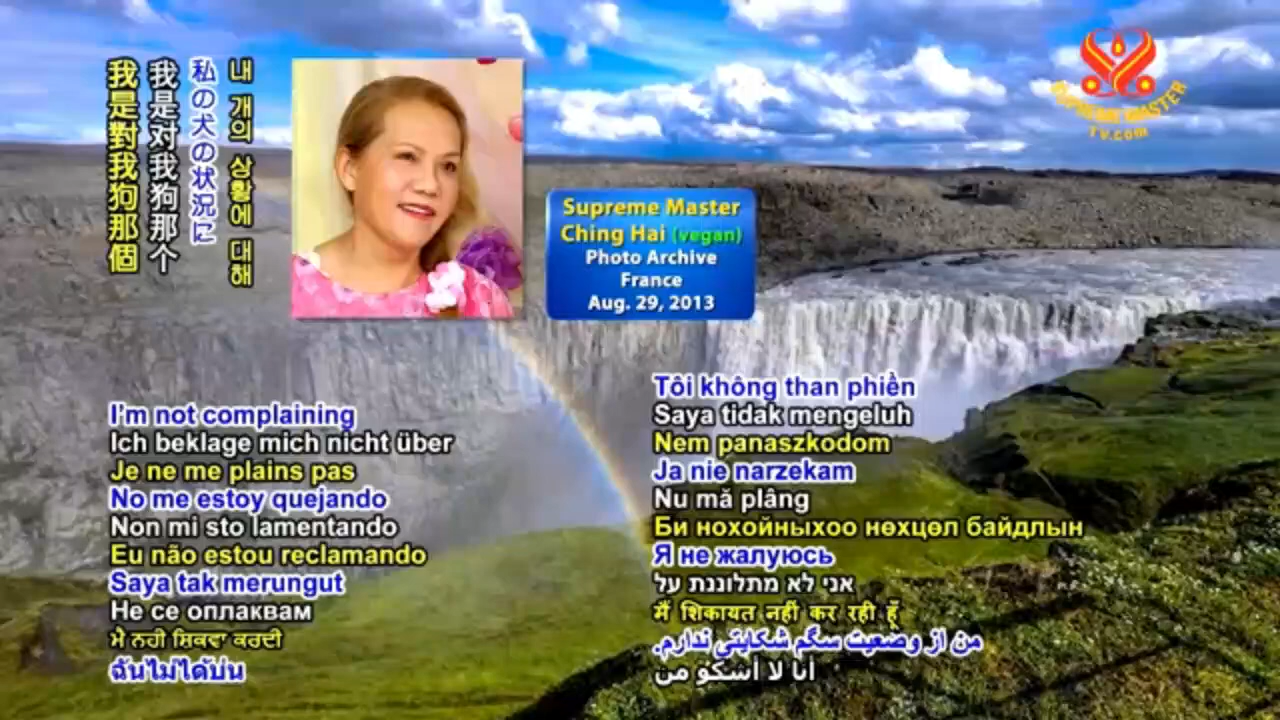 我是對我狗那個
我是对我狗那个
私の犬の状況に
내 개의 상황에 대해
SUPREME MASTER
TV.com
Supreme Master
Ching Hai (vegan)
Photo Archive
France
Aug. 29, 2013
I'm not complaining
Ich beklage mich nicht über
Je ne me plains pas
No me estoy quejando
Non mi sto lamentando
Eu não estou reclamando
Saya tak merungut
Не се оплаквам
ਮੈ ਨਹੀ ਸ਼ਿਕਵਾ ਕਰਦੀ
ฉันไม่ได้บ่น
Tôi không than phiền
Saya tidak mengeluh
Nem panaszkodom
Ja nie narzekam
Nu mă plâng
Би нохойныхоо нөхцөл байдлын
Я не жалуюсь
אני לא מתלוננת על
मैं शिकायत नहीं कर रही हूँ
من از وضعیت سگم شکایتی ندارم.
أنا لا أشكو من